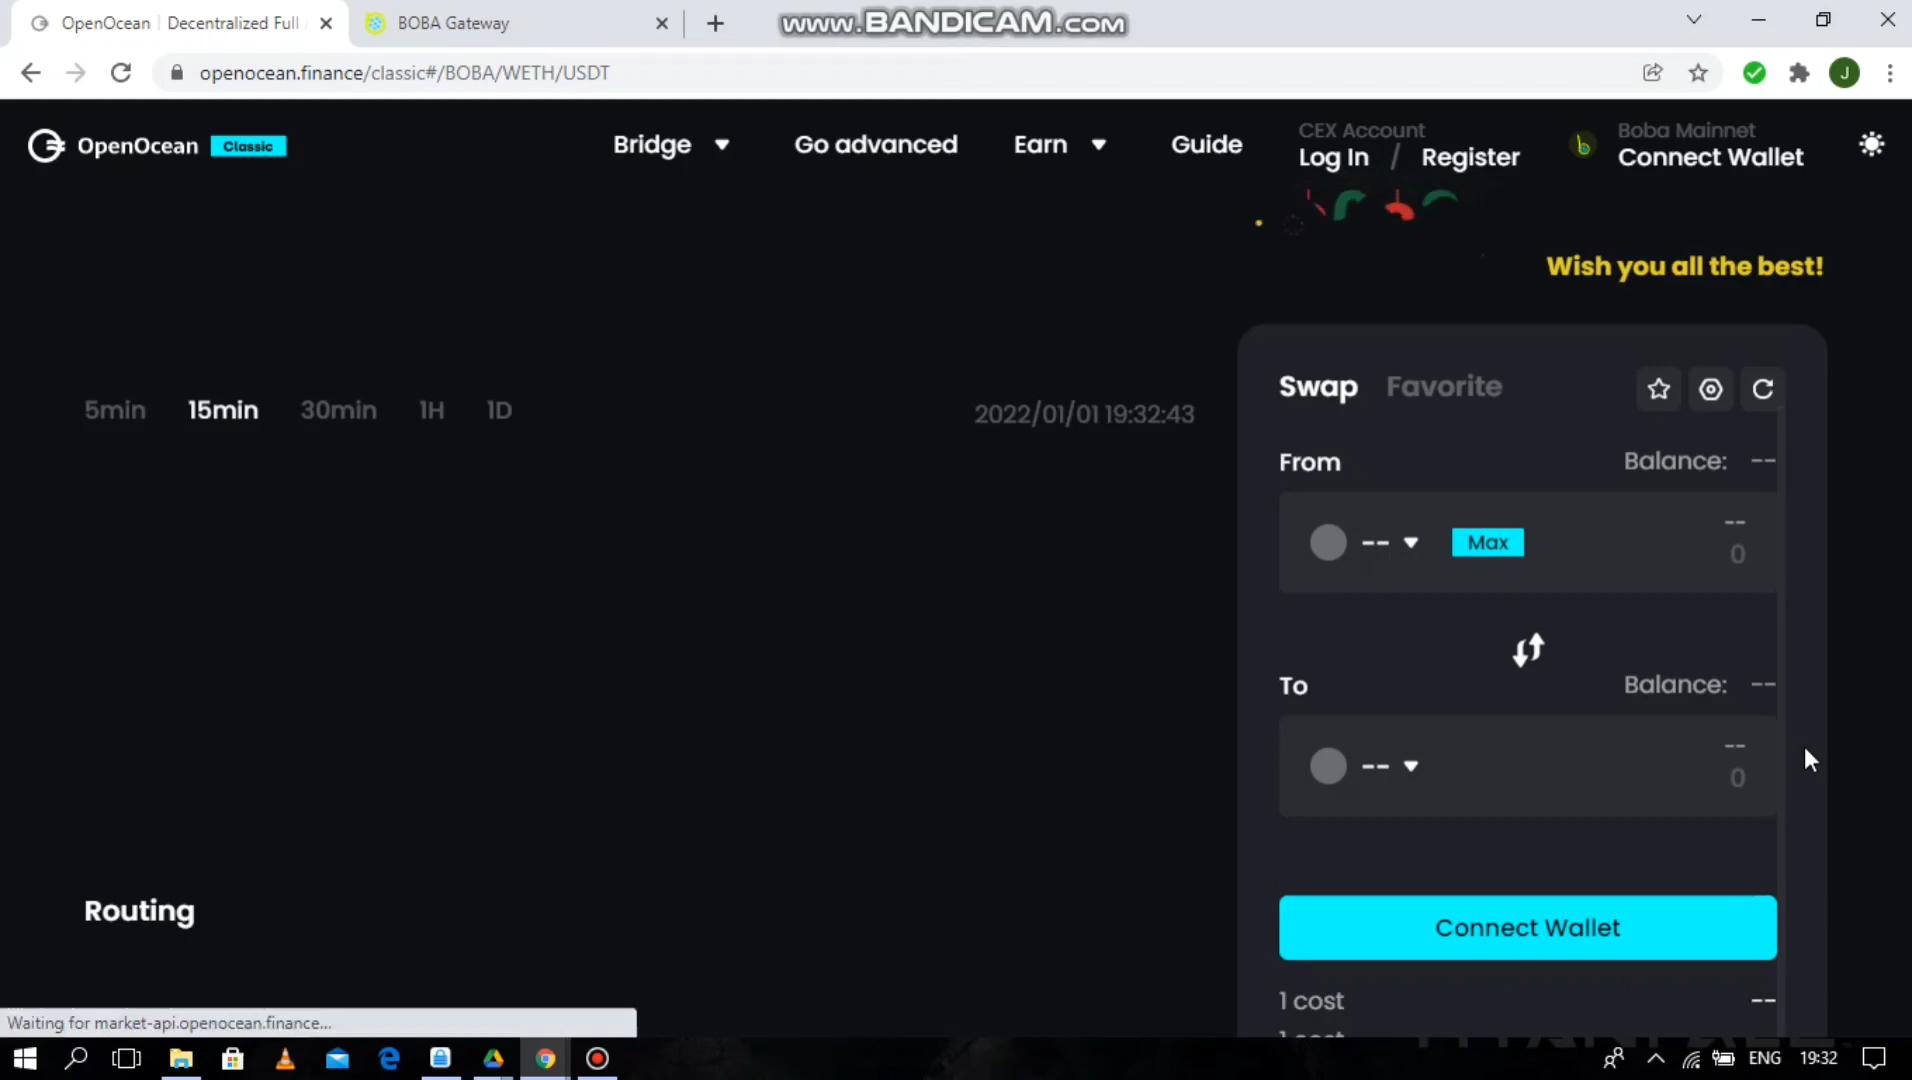 OpenOcean | Decentralized Full
BOBA Gateway
www.BANDICAM.com
openocean.finance/classic#/BOBA/WETH/USDT
J
OpenOcean Classic
Bridge
Go advanced
Earn
Guide
CEX Account
Log In / Register
Boba Mainnet
Connect Wallet
Wish you all the best!
5min 15min 30min 1H 1D
2022/01/01 19:32:43
Swap Favorite
From
Balance: --
--
-- Max
0
To
Balance: --
--
--
0
Connect Wallet
Routing
1 cost --
1 cost
Waiting for market-api.openocean.finance...
ENG
19:32